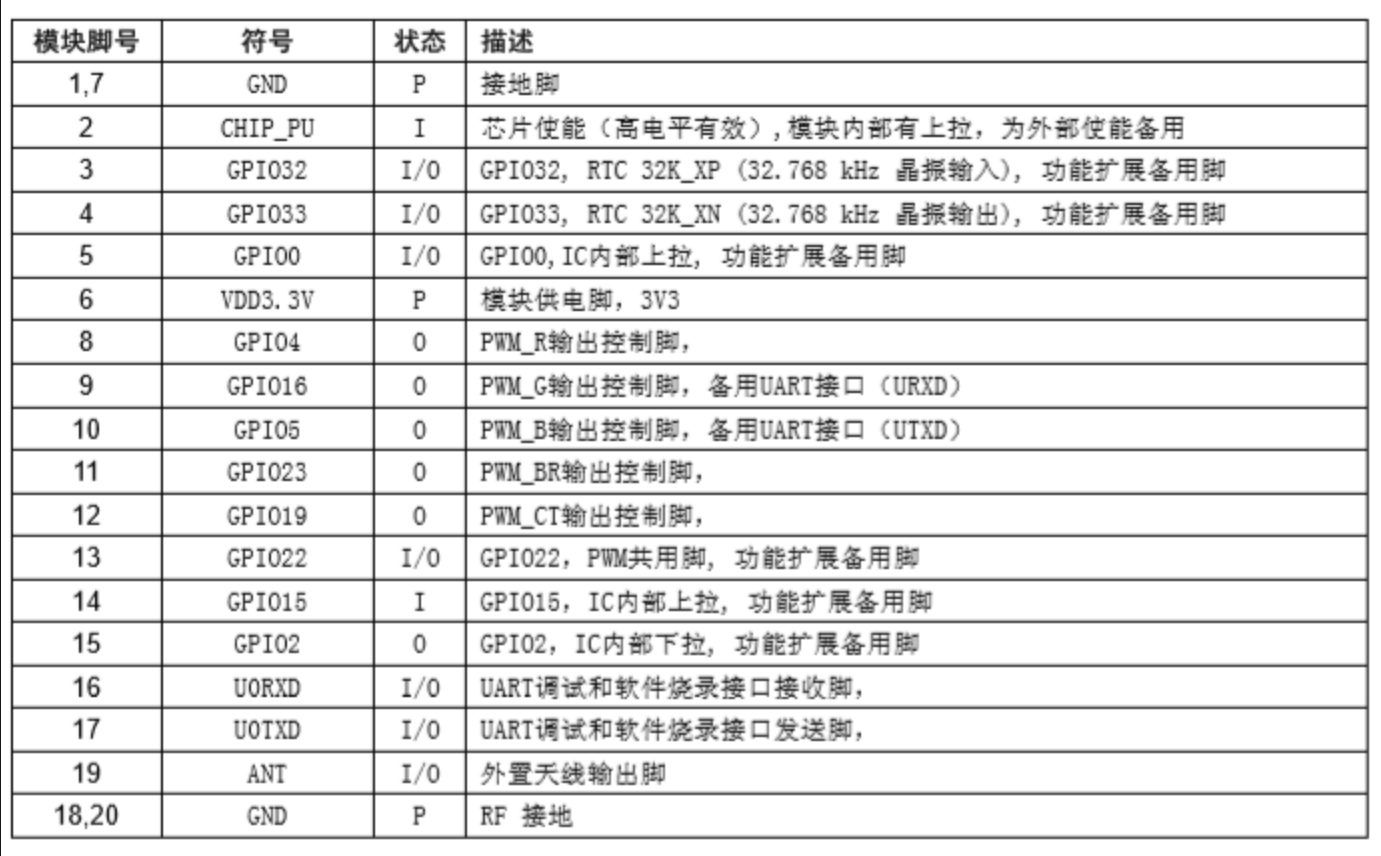 模块脚号 符号 状态 描述
1,7 GND P 接地脚
2 CHIP_PU I 芯片使能（高电平有效）,模块内部有上拉，为外部使能备用
3 GPIO32 I/O GPIO32, RTC 32K_XP (32.768 kHz 晶振输入), 功能扩展备用脚
4 GPIO33 I/O GPIO33, RTC 32K_XN (32.768 kHz 晶振输出), 功能扩展备用脚
5 GPIO0 I/O GPIO0,IC内部上拉, 功能扩展备用脚
6 VDD3.3V P 模块供电脚，3V3
8 GPIO4 O PWM_R输出控制脚，
9 GPIO16 O PWM_G输出控制脚，备用UART接口（URXD）
10 GPIO5 O PWM_B输出控制脚，备用UART接口（UTXD）
11 GPIO23 O PWM_BR输出控制脚，
12 GPIO19 O PWM_CT输出控制脚，
13 GPIO22 I/O GPIO22，PWM共用脚, 功能扩展备用脚
14 GPIO15 I GPIO15，IC内部上拉, 功能扩展备用脚
15 GPIO2 O GPIO2，IC内部下拉, 功能扩展备用脚
16 U0RXD I/O UART调试和软件烧录接口接收脚，
17 U0TXD I/O UART调试和软件烧录接口发送脚，
19 ANT I/O 外置天线输出脚
18,20 GND P RF 接地